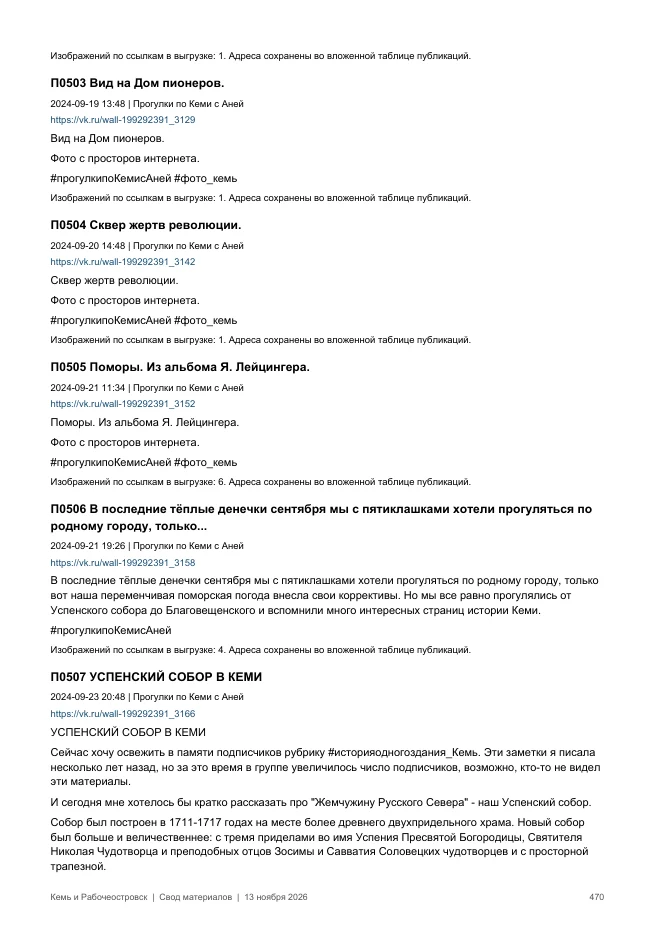 Изображений по ссылкам в выгрузке: 1. Адреса сохранены во вложенной таблице публикаций.
П0503 Вид на Дом пионеров.
2024-09-19 13:48 | Прогулки по Кеми с Аней
https://vk.ru/wall-199292391_3129
Вид на Дом пионеров.
Фото с просторов интернета.
#прогулкипоКемисАней #фото_кемь
Изображений по ссылкам в выгрузке: 1. Адреса сохранены во вложенной таблице публикаций.
П0504 Сквер жертв революции.
2024-09-20 14:48 | Прогулки по Кеми с Аней
https://vk.ru/wall-199292391_3142
Сквер жертв революции.
Фото с просторов интернета.
#прогулкипоКемисАней #фото_кемь
Изображений по ссылкам в выгрузке: 1. Адреса сохранены во вложенной таблице публикаций.
П0505 Поморы. Из альбома Я. Лейцингера.
2024-09-21 11:34 | Прогулки по Кеми с Аней
https://vk.ru/wall-199292391_3152
Поморы. Из альбома Я. Лейцингера.
Фото с просторов интернета.
#прогулкипоКемисАней #фото_кемь
Изображений по ссылкам в выгрузке: 6. Адреса сохранены во вложенной таблице публикаций.
П0506 В последние тёплые денечки сентября мы с пятиклашками хотели прогуляться по
родному городу, только...
2024-09-21 19:26 | Прогулки по Кеми с Аней
https://vk.ru/wall-199292391_3158
В последние тёплые денечки сентября мы с пятиклашками хотели прогуляться по родному городу, только
вот наша переменчивая поморская погода внесла свои коррективы. Но мы все равно прогулялись от
Успенского собора до Благовещенского и вспомнили много интересных страниц истории Кеми.
#прогулкипоКемисАней
Изображений по ссылкам в выгрузке: 4. Адреса сохранены во вложенной таблице публикаций.
П0507 УСПЕНСКИЙ СОБОР В КЕМИ
2024-09-23 20:48 | Прогулки по Кеми с Аней
https://vk.ru/wall-199292391_3166
УСПЕНСКИЙ СОБОР В КЕМИ
Сейчас хочу освежить в памяти подписчиков рубрику #историяодногоздания_Кемь. Эти заметки я писала
несколько лет назад, но за это время в группе увеличилось число подписчиков, возможно, кто-то не видел
эти материалы.
И сегодня мне хотелось бы кратко рассказать про "Жемчужину Русского Севера" - наш Успенский собор.
Собор был построен в 1711-1717 годах на месте более древнего двухпридельного храма. Новый собор
был больше и величественнее: с тремя приделами во имя Успения Пресвятой Богородицы, Святителя
Николая Чудотворца и преподобных отцов Зосимы и Савватия Соловецких чудотворцев и с просторной
трапезной.
Кемь и Рабочеостровск | Свод материалов | 13 ноября 2026
470